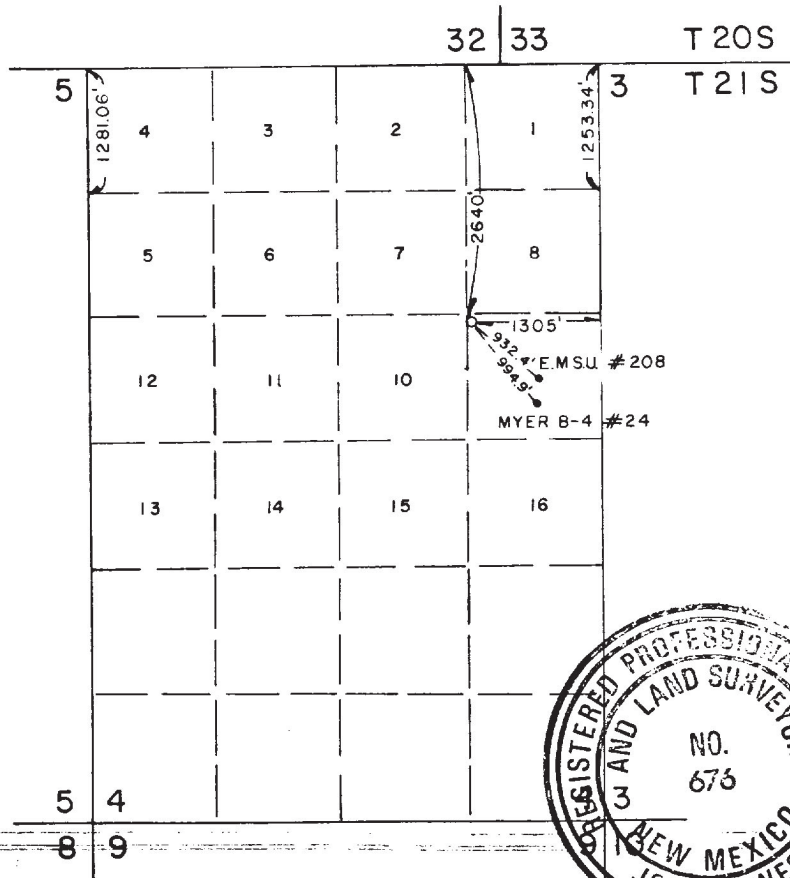 32 33 T 20S
5 3 T 21 S
1281.06' 4 3 2 1 1253.34'
2640'
5 6 7 8
1305'
932.4' E.M.S.U. #208
12 11 10 994.9'
MYER B-4 #24
13 14 15 16
REGISTERED PROFESSIONAL
AND LAND SURVEYOR
NO.
676
NEW MEXICO
5 4 3
8 9